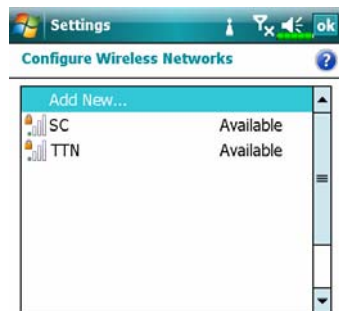 Settings ok
Configure Wireless Networks ?
Add New...
SC Available
TTN Available